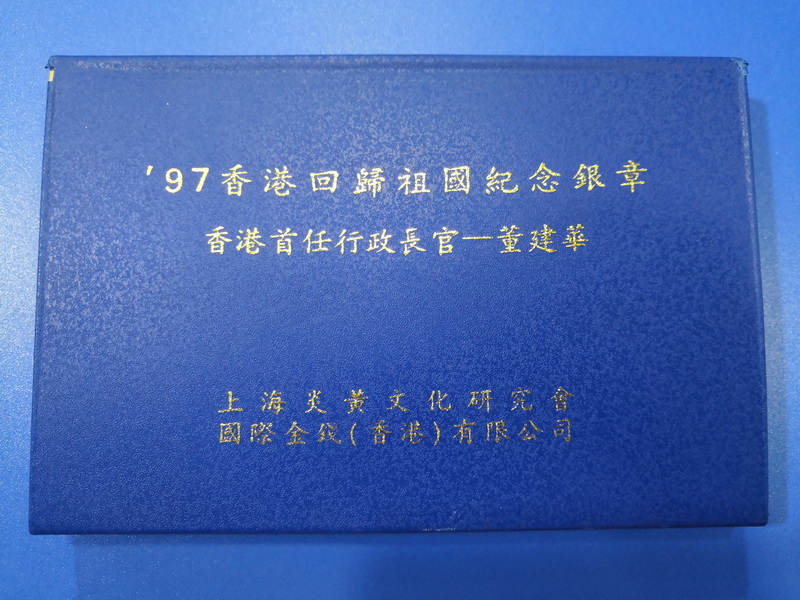 '97香港回歸祖國紀念銀章
香港首任行政長官—董建華
上海炎黃文化研究會
國際金錢(香港)有限公司